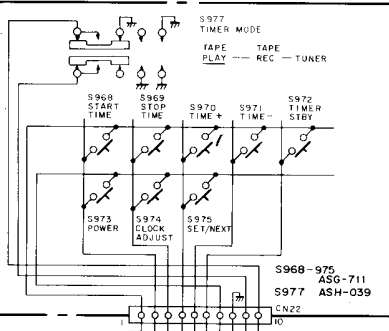 S977
TIMER MODE
TAPE TAPE
PLAY — REC — TUNER
S968 S969 S970 S971 S972
START STOP TIME + TIME - TIMER
TIME TIME STBY
S973 S974 S975
POWER CLOCK SET/NEXT
ADJUST
S968-975
ASG-711
S977 ASH-039
CN22
1 10